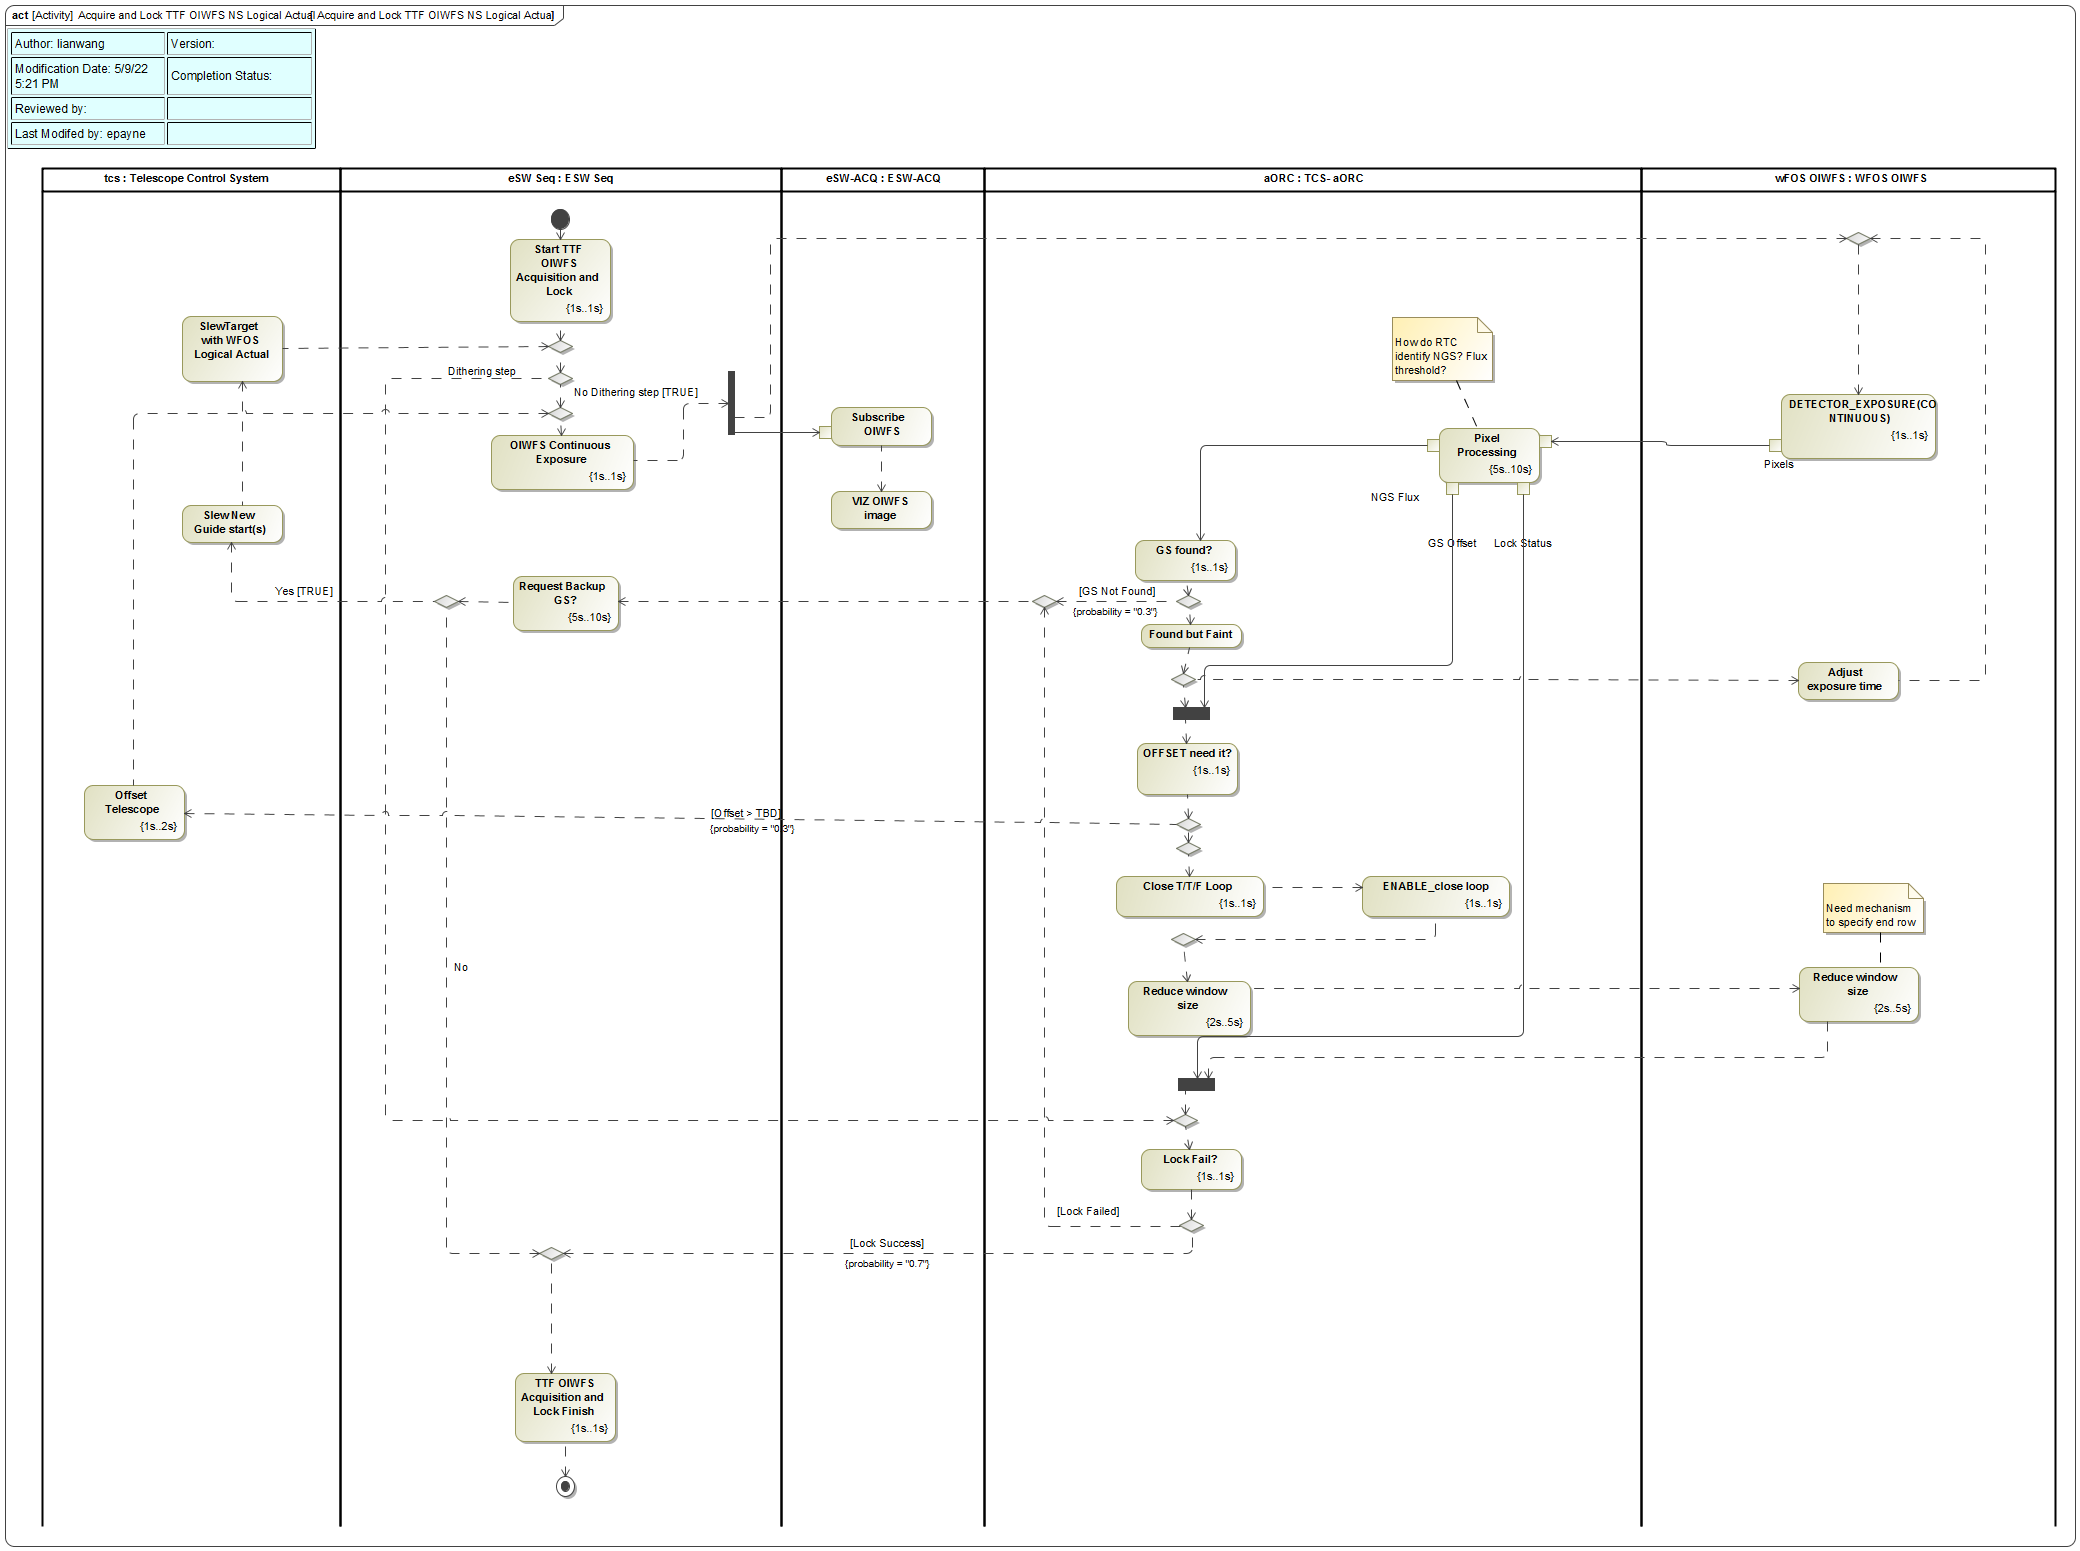 act [Activity] Acquire and Lock TTF OIWFS NS Logical Actual[ Acquire and Lock TTF OIWFS NS Logical Actual]
Author: lianwang
Version:
Modification Date: 5/9/22
5:21 PM
Completion Status:
Reviewed by:
Last Modifed by: epayne
tcs : Telescope Control System
eSW Seq : ESW Seq
eSW-ACQ : ESW-ACQ
aORC : TCS- aORC
wFOS OIWFS : WFOS OIWFS
Start TTF
OIWFS
Acquisition and
Lock
{1s..1s}
SlewTarget
with WFOS
Logical Actual
Dithering step
No Dithering step [TRUE]
How do RTC
identify NGS? Flux
threshold?
DETECTOR_EXPOSURE(CO
NTINUOUS)
{1s..1s}
Pixels
Subscribe
OIWFS
OIWFS Continuous
Exposure
{1s..1s}
Pixel
Processing
{5s..10s}
NGS Flux
GS Offset
Lock Status
VIZ OIWFS
image
Slew New
Guide start(s)
GS found?
{1s..1s}
Yes [TRUE]
Request Backup
GS?
{5s..10s}
[GS Not Found]
{probability = "0.3"}
Found but Faint
Adjust
exposure time
OFFSET need it?
{1s..1s}
Offset
Telescope
{1s..2s}
[Offset > TBD]
{probability = "0.3"}
Close T/T/F Loop
{1s..1s}
ENABLE_close loop
{1s..1s}
Need mechanism
to specify end row
No
Reduce window
size
{2s..5s}
Reduce window
size
{2s..5s}
Lock Fail?
{1s..1s}
[Lock Failed]
[Lock Success]
{probability = "0.7"}
TTF OIWFS
Acquisition and
Lock Finish
{1s..1s}